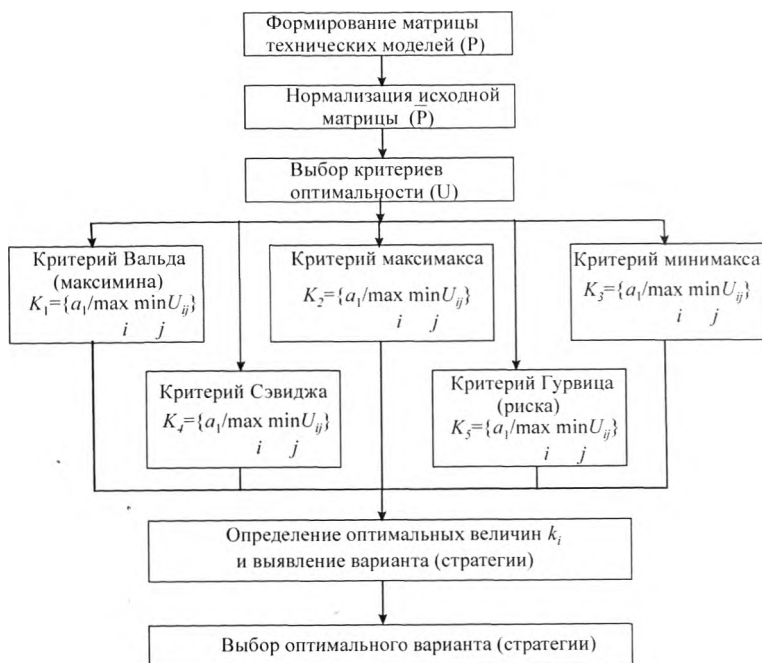 Формирование матрицы
технических моделей (P)
Нормализация исходной
матрицы (P̅)
Выбор критериев
оптимальности (U)
Критерий Вальда
(максимина)
K₁={a₁/max minUᵢⱼ}
i j
Критерий максимакса
K₂={a₁/max minUᵢⱼ}
i j
Критерий минимакса
K₃={a₁/max minUᵢⱼ}
i j
Критерий Сэвиджа
K₄={a₁/max minUᵢⱼ}
i j
Критерий Гурвица
(риска)
K₅={a₁/max minUᵢⱼ}
i j
Определение оптимальных величин kᵢ
и выявление варианта (стратегии)
Выбор оптимального варианта (стратегии)